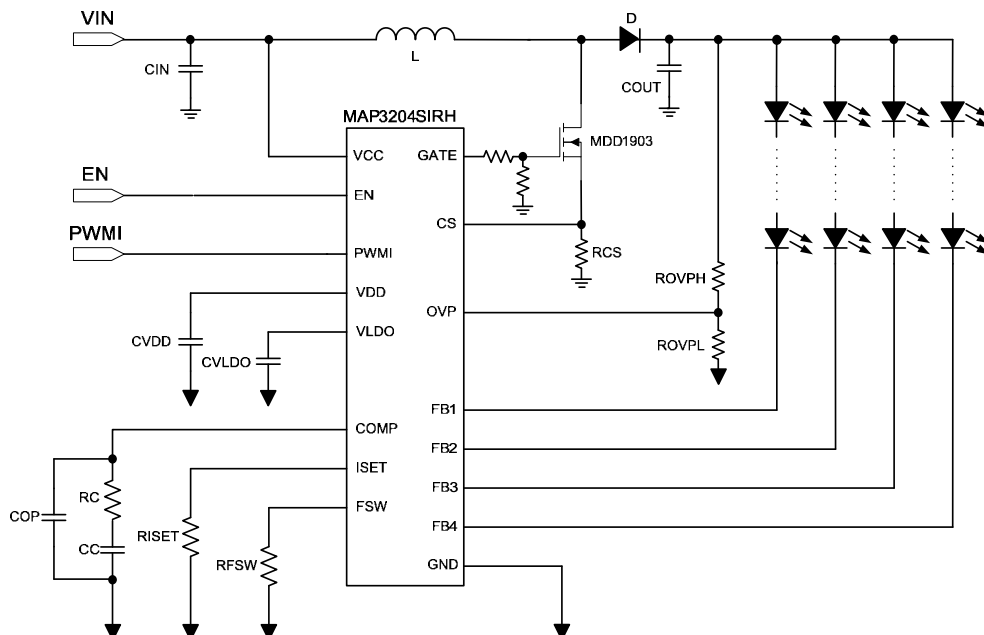 VIN
D
L
CIN
COUT
MAP3204SIRH
VCC
GATE
MDD1903
EN
EN
CS
PWMI
PWMI
RCS
VDD
ROVPH
OVP
VLDO
CVDD
CVLDO
ROVPL
FB1
COMP
FB2
ISET
FB3
RC
FSW
COP
FB4
RISET
CC
RFSW
GND